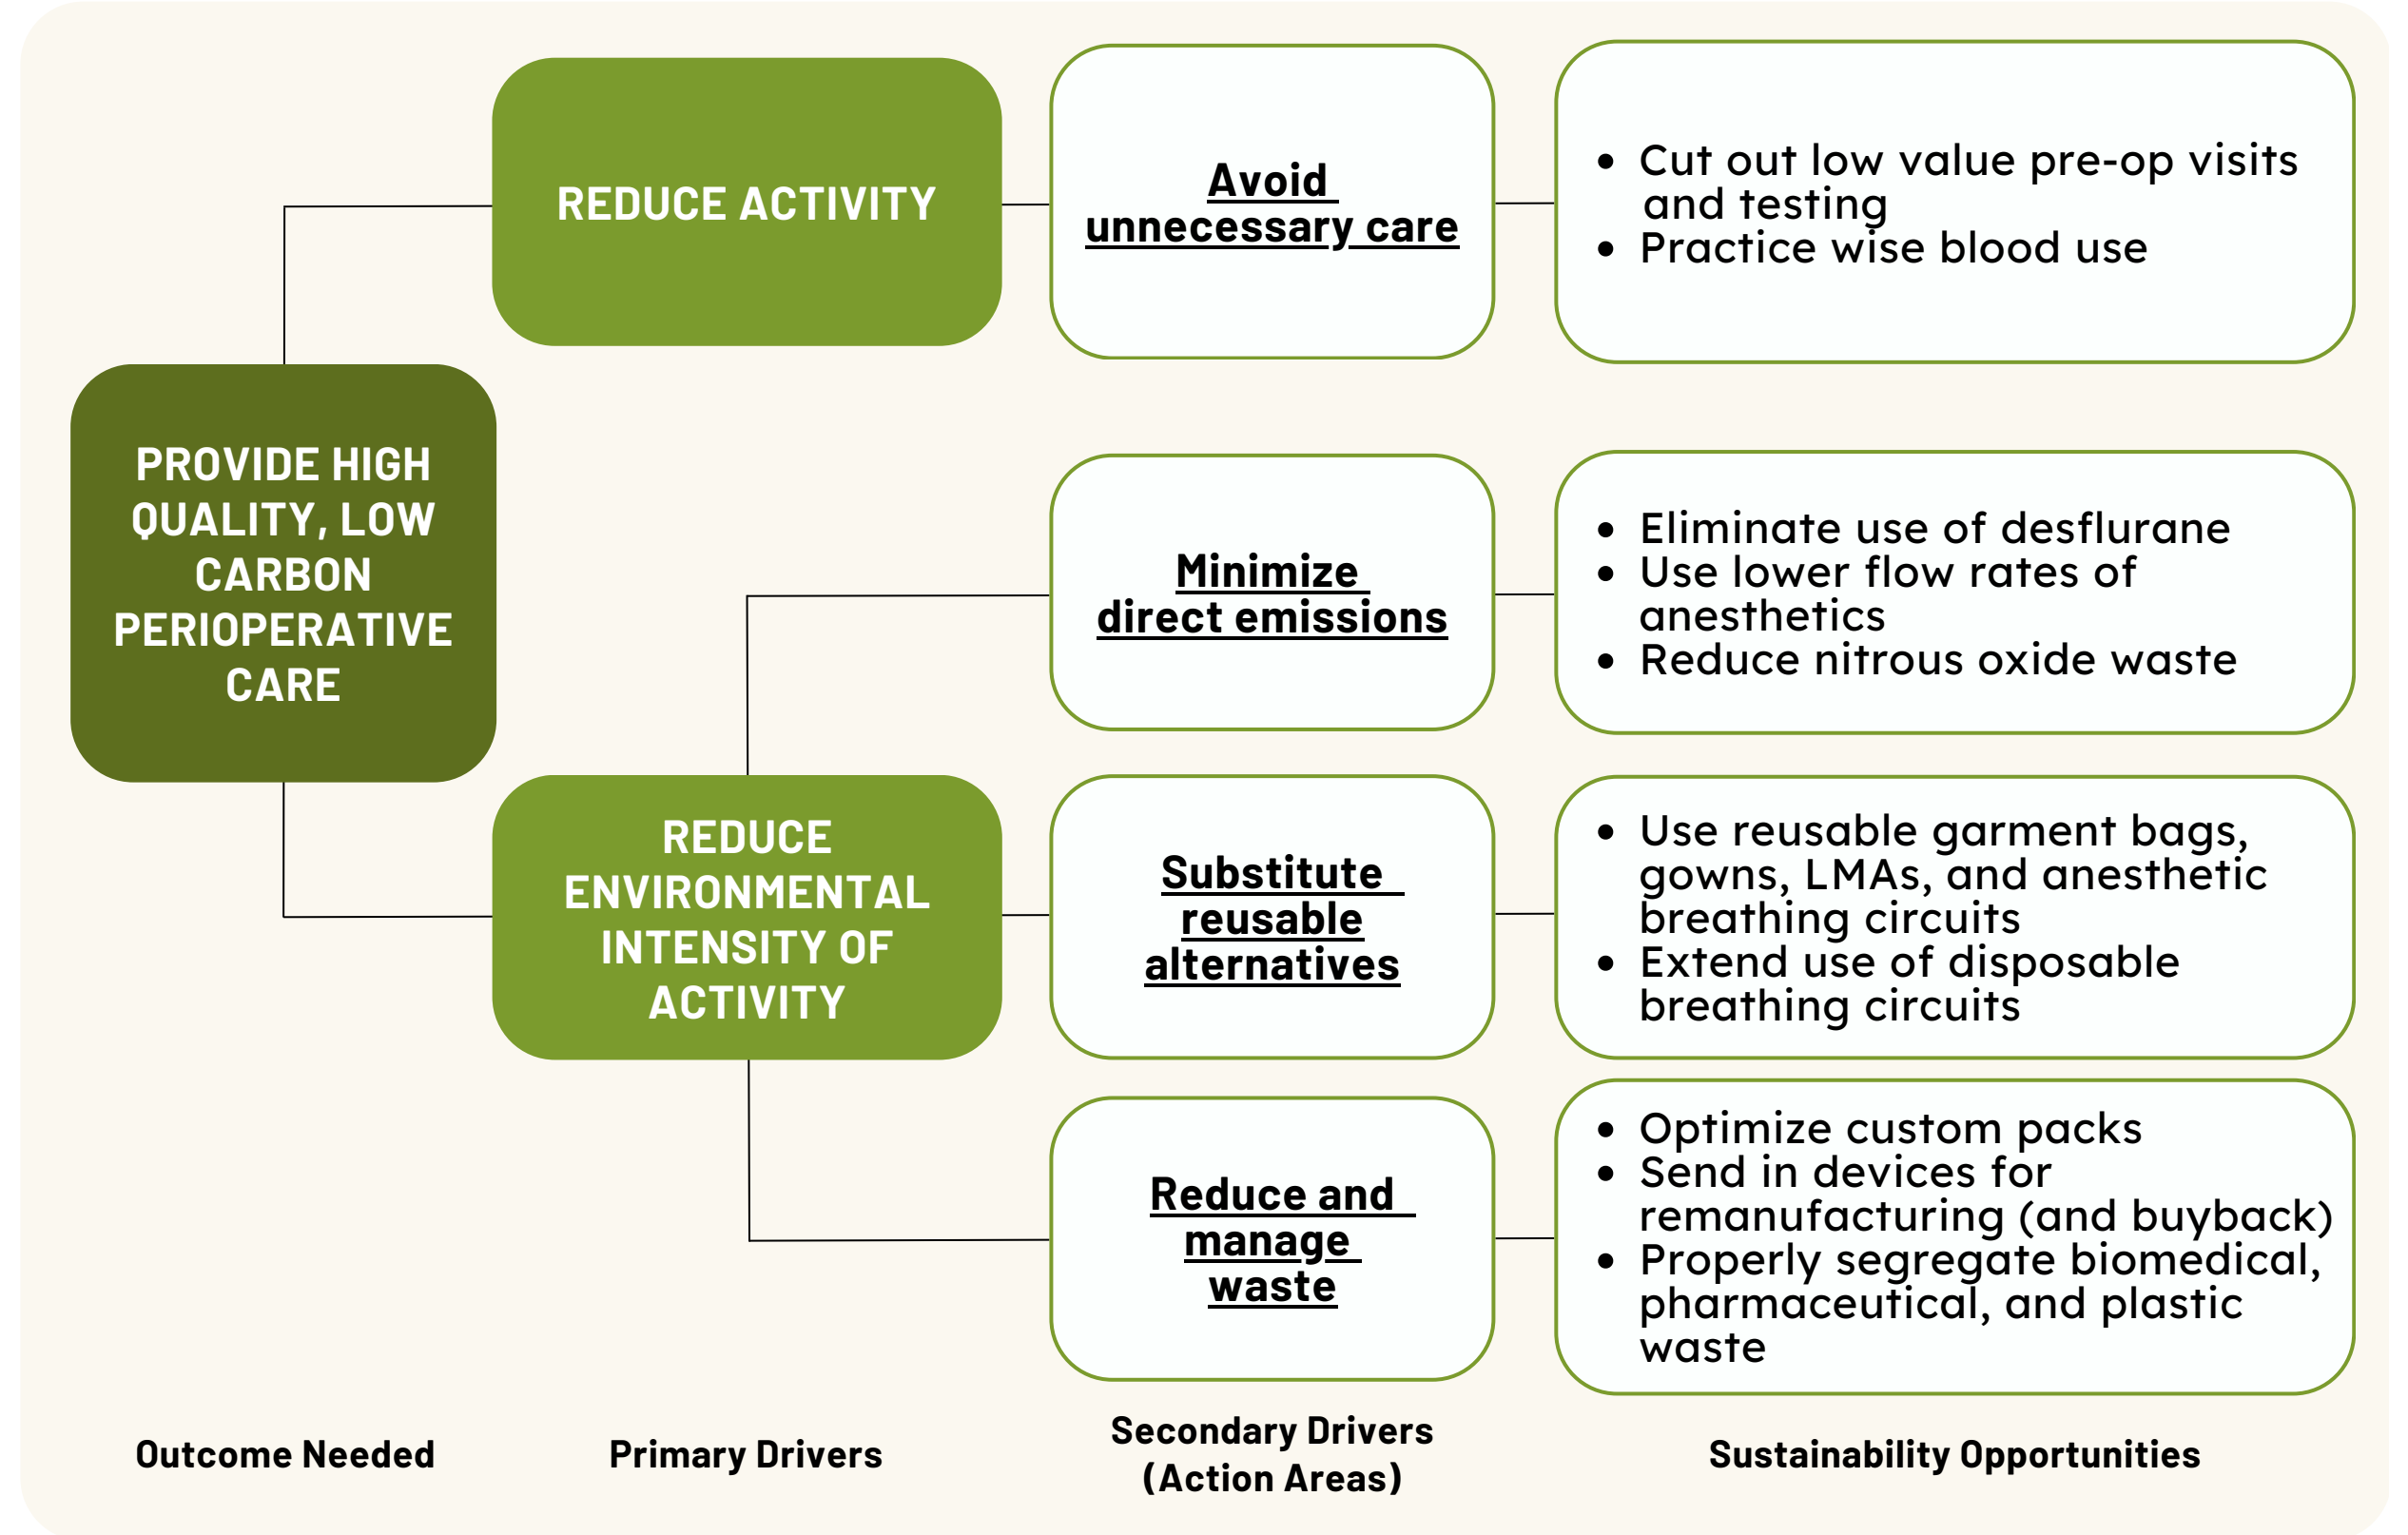 REDUCE ACTIVITY
Avoid
unnecessary care
• Cut out low value pre-op visits
and testing
• Practice wise blood use
PROVIDE HIGH
QUALITY, LOW
CARBON
PERIOPERATIVE
CARE
Minimize
direct emissions
• Eliminate use of desflurane
• Use lower flow rates of
anesthetics
• Reduce nitrous oxide waste
REDUCE
ENVIRONMENTAL
INTENSITY OF
ACTIVITY
Substitute
reusable
alternatives
• Use reusable garment bags,
gowns, LMAs, and anesthetic
breathing circuits
• Extend use of disposable
breathing circuits
Reduce and
manage
waste
• Optimize custom packs
• Send in devices for
remanufacturing (and buyback)
• Properly segregate biomedical,
pharmaceutical, and plastic
waste
Outcome Needed
Primary Drivers
Secondary Drivers
(Action Areas)
Sustainability Opportunities